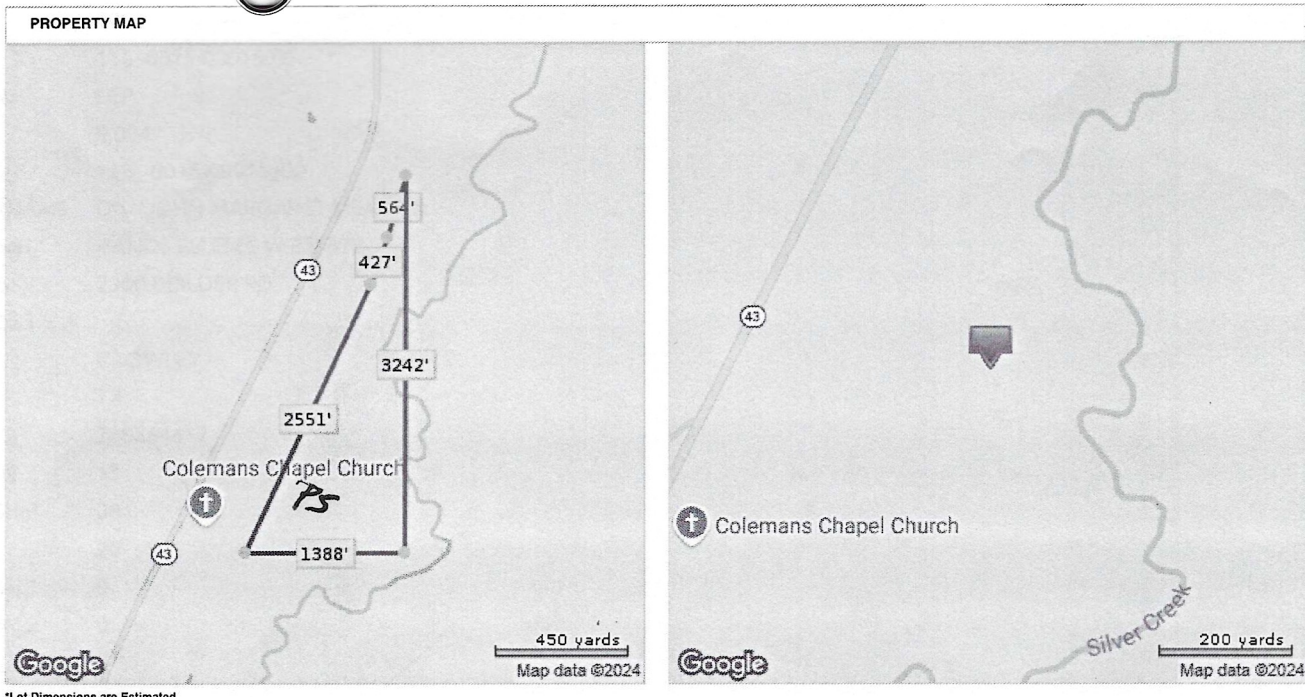 PROPERTY MAP
564'
427'
43
3242'
2551'
Colemans Chapel Church
PS
43
1388'
450 yards
Google
Map data ©2024
43
Colemans Chapel Church
Silver Creek
200 yards
Google
Map data ©2024
*Lot Dimensions are Estimated